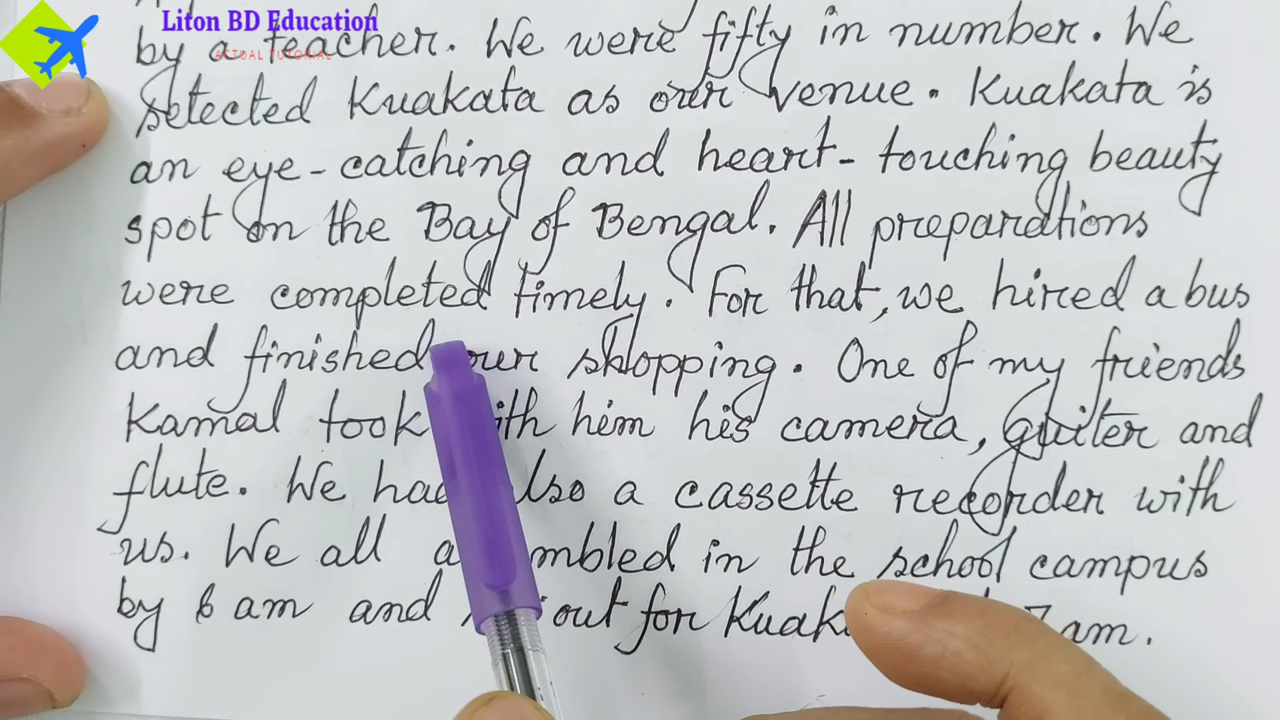 Liton BD Education
ACTUAL TUTORIAL
by a teacher. We were fifty in number. We
selected Kuakata as our venue. Kuakata is
an eye-catching and heart-touching beauty
spot on the Bay of Bengal. All preparations
were completed timely. For that, we hired a bus
and finished our shopping. One of my friends
Kamal took with him his camera, guiter and
flute. We had also a cassette recorder with
us. We all in the school campus
by 6 am and out for 7 am.